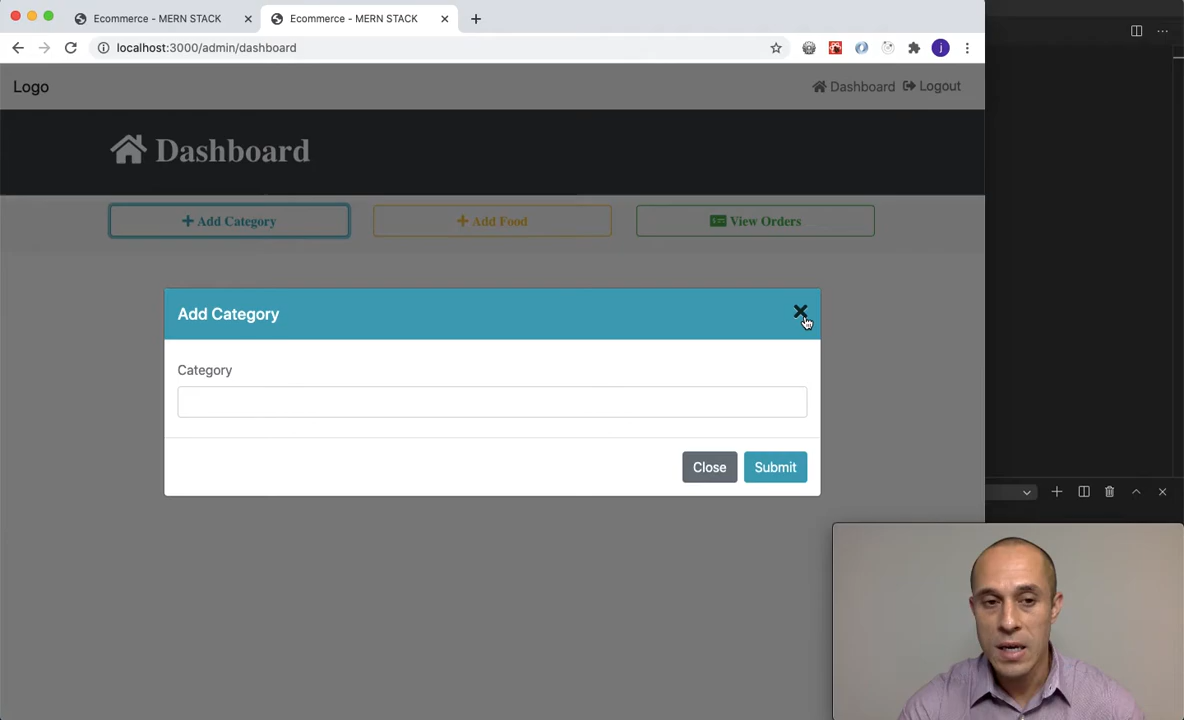 Ecommerce - MERN STACK
Ecommerce - MERN STACK
localhost:3000/admin/dashboard
j
Logo
Dashboard
Logout
Dashboard
Add Category
Add Food
View Orders
Add Category
Category
Close
Submit